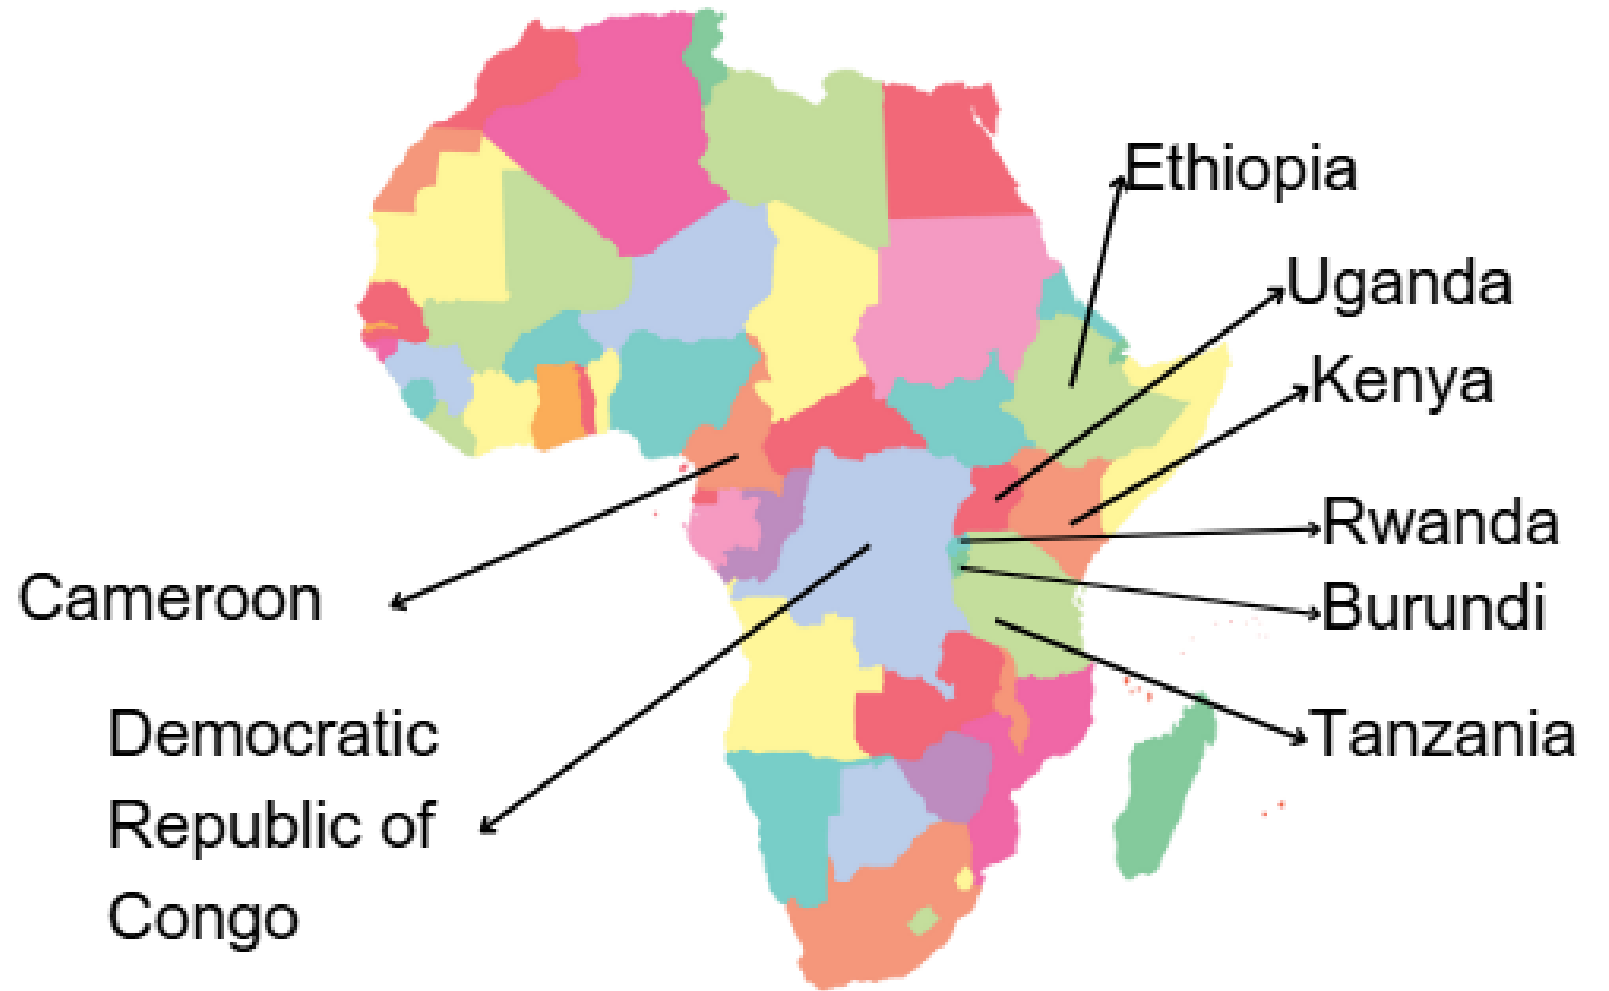 Ethiopia
Uganda
Kenya
Rwanda
Burundi
Tanzania
Cameroon
Democratic
Republic of
Congo